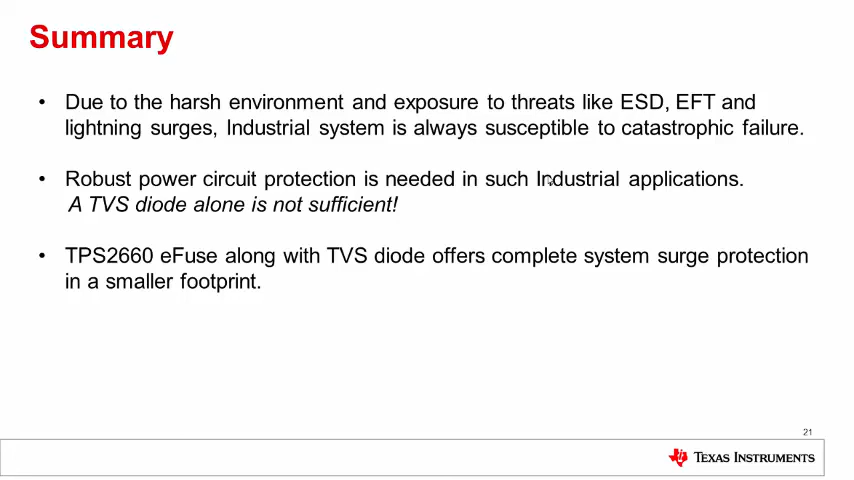 Summary
• Due to the harsh environment and exposure to threats like ESD, EFT and
lightning surges, Industrial system is always susceptible to catastrophic failure.
• Robust power circuit protection is needed in such Industrial applications.
A TVS diode alone is not sufficient!
• TPS2660 eFuse along with TVS diode offers complete system surge protection
in a smaller footprint.
21
TEXAS INSTRUMENTS